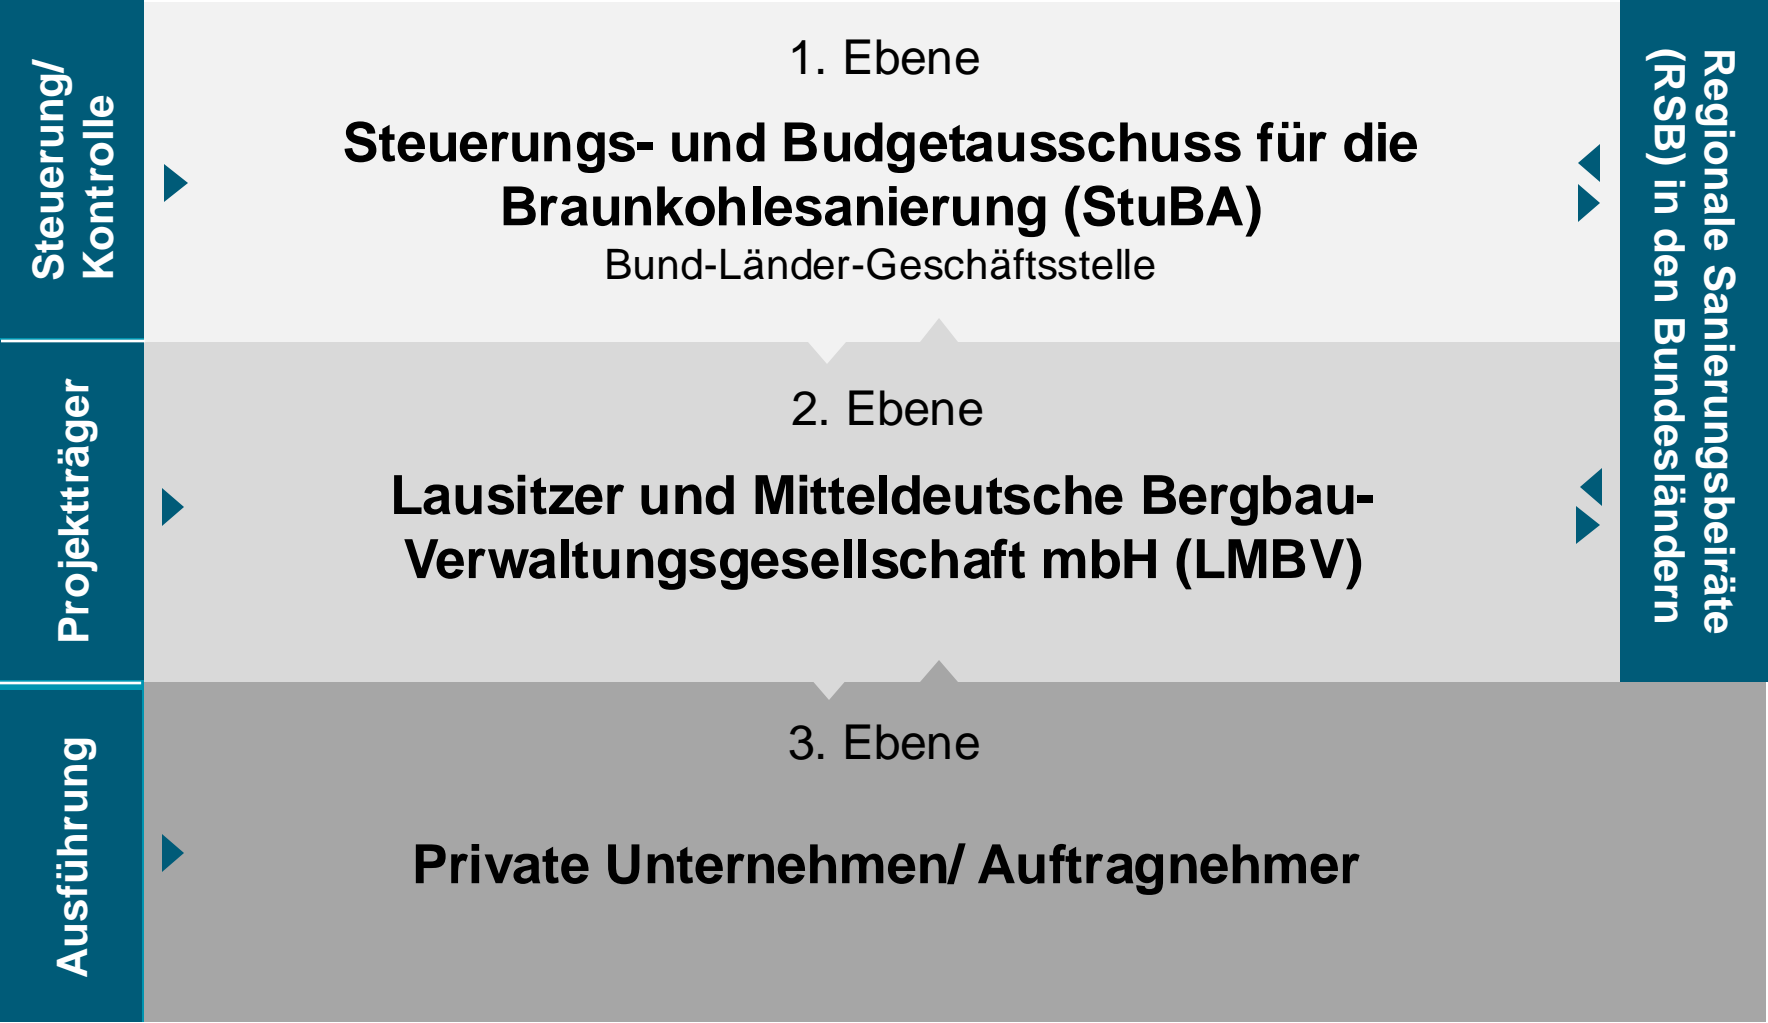 Steuerung/
Kontrolle
1. Ebene
Steuerungs- und Budgetausschuss für die
Braunkohlesanierung (StuBA)
Bund-Länder-Geschäftsstelle
Projektträger
2. Ebene
Lausitzer und Mitteldeutsche Bergbau-
Verwaltungsgesellschaft mbH (LMBV)
Ausführung
3. Ebene
Private Unternehmen/ Auftragnehmer
Regionale Sanierungsbeiräte
(RSB) in den Bundesländern